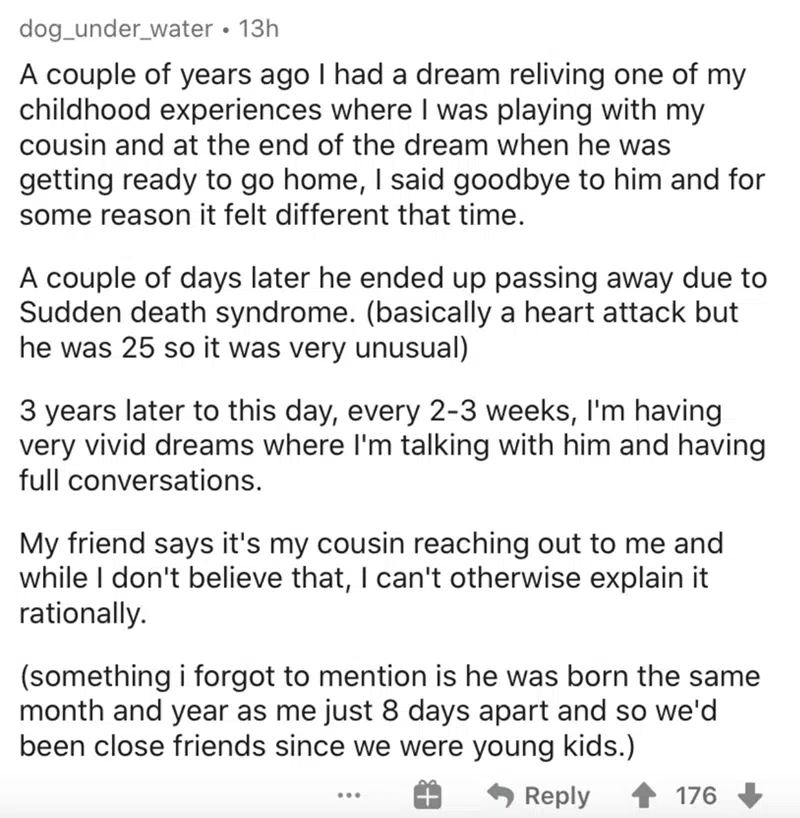 dog_under_water • 13h
A couple of years ago I had a dream reliving one of my
childhood experiences where I was playing with my
cousin and at the end of the dream when he was
getting ready to go home, I said goodbye to him and for
some reason it felt different that time.
A couple of days later he ended up passing away due to
Sudden death syndrome. (basically a heart attack but
he was 25 so it was very unusual)
3 years later to this day, every 2-3 weeks, I'm having
very vivid dreams where I'm talking with him and having
full conversations.
My friend says it's my cousin reaching out to me and
while I don't believe that, I can't otherwise explain it
rationally.
(something i forgot to mention is he was born the same
month and year as me just 8 days apart and so we'd
been close friends since we were young kids.)
... Reply 176